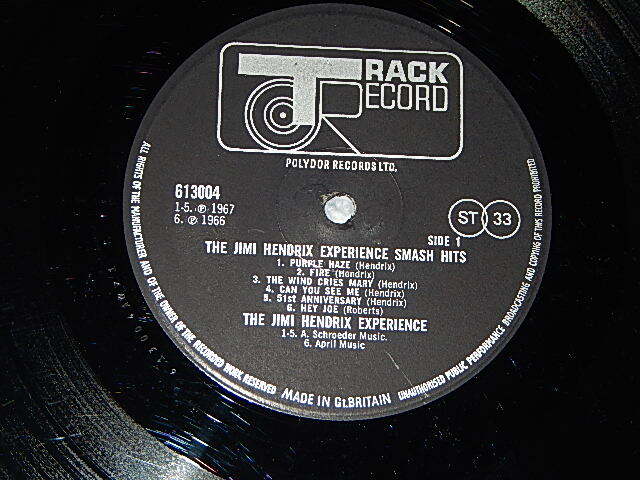 TRACK
RECORD
POLYDOR RECORDS LTD.
613004
1-5. ℗ 1967
6. ℗ 1966
ST 33
SIDE 1
THE JIMI HENDRIX EXPERIENCE SMASH HITS
1. PURPLE HAZE (Hendrix)
2. FIRE (Hendrix)
3. THE WIND CRIES MARY (Hendrix)
4. CAN YOU SEE ME (Hendrix)
5. 51st ANNIVERSARY (Hendrix)
6. HEY JOE (Roberts)
THE JIMI HENDRIX EXPERIENCE
1-5. A. Schroeder Music.
6. April Music
ALL RIGHTS OF THE MANUFACTURER AND OF THE OWNER OF THE RECORDED WORK RESERVED
MADE IN Gt. BRITAIN
UNAUTHORISED PUBLIC PERFORMANCE BROADCASTING AND COPYING OF THIS RECORD PROHIBITED